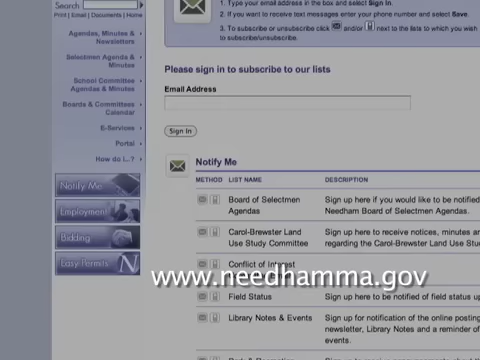 Search
Print | Email | Documents | Home
1. Type your email address in the box and select Sign In.
2. If you want to receive text messages enter your phone number and select Save.
3. To subscribe or unsubscribe click and/or next to the lists to which you wish
to subscribe/unsubscribe.
Agendas, Minutes &
Newsletters
Selectmen Agenda &
Minutes
School Committee
Agendas & Minutes
Boards & Committees
Calendar
E-Services
Portal
How do I...?
Notify Me
Employment
Bidding
Easy Permits N
Please sign in to subscribe to our lists
Email Address
Sign In
Notify Me
METHOD LIST NAME DESCRIPTION
Board of Selectmen
Agendas
Sign up here if you would like to be notified
Needham Board of Selectmen Agendas.
Carol-Brewster Land
Use Study Committee
Sign up here to receive notices, minutes an
regarding the Carol-Brewster Land Use Stud
Conflict of Interest
Sign up here
www.needhamma.gov
Field Status
Sign up here to be notified of field status up
Library Notes & Events
Sign up for notification of the online posting
newsletter, Library Notes and a reminder of
events.